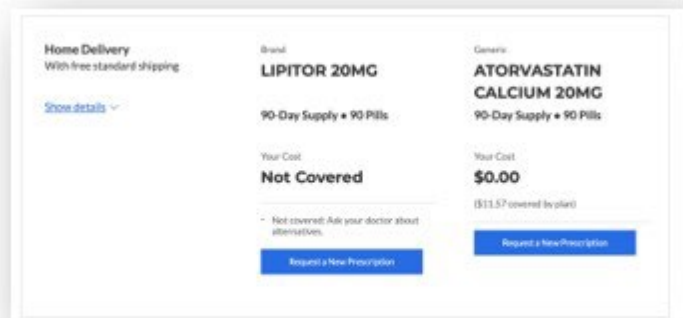 Home Delivery
With free standard shipping
Show details
Brand
LIPITOR 20MG
90-Day Supply • 90 Pills
Your Cost
Not Covered
- Not covered: Ask your doctor about
alternatives.
Request a New Prescription
Generic
ATORVASTATIN
CALCIUM 20MG
90-Day Supply • 90 Pills
Your Cost
$0.00
($11.57 covered by plan)
Request a New Prescription